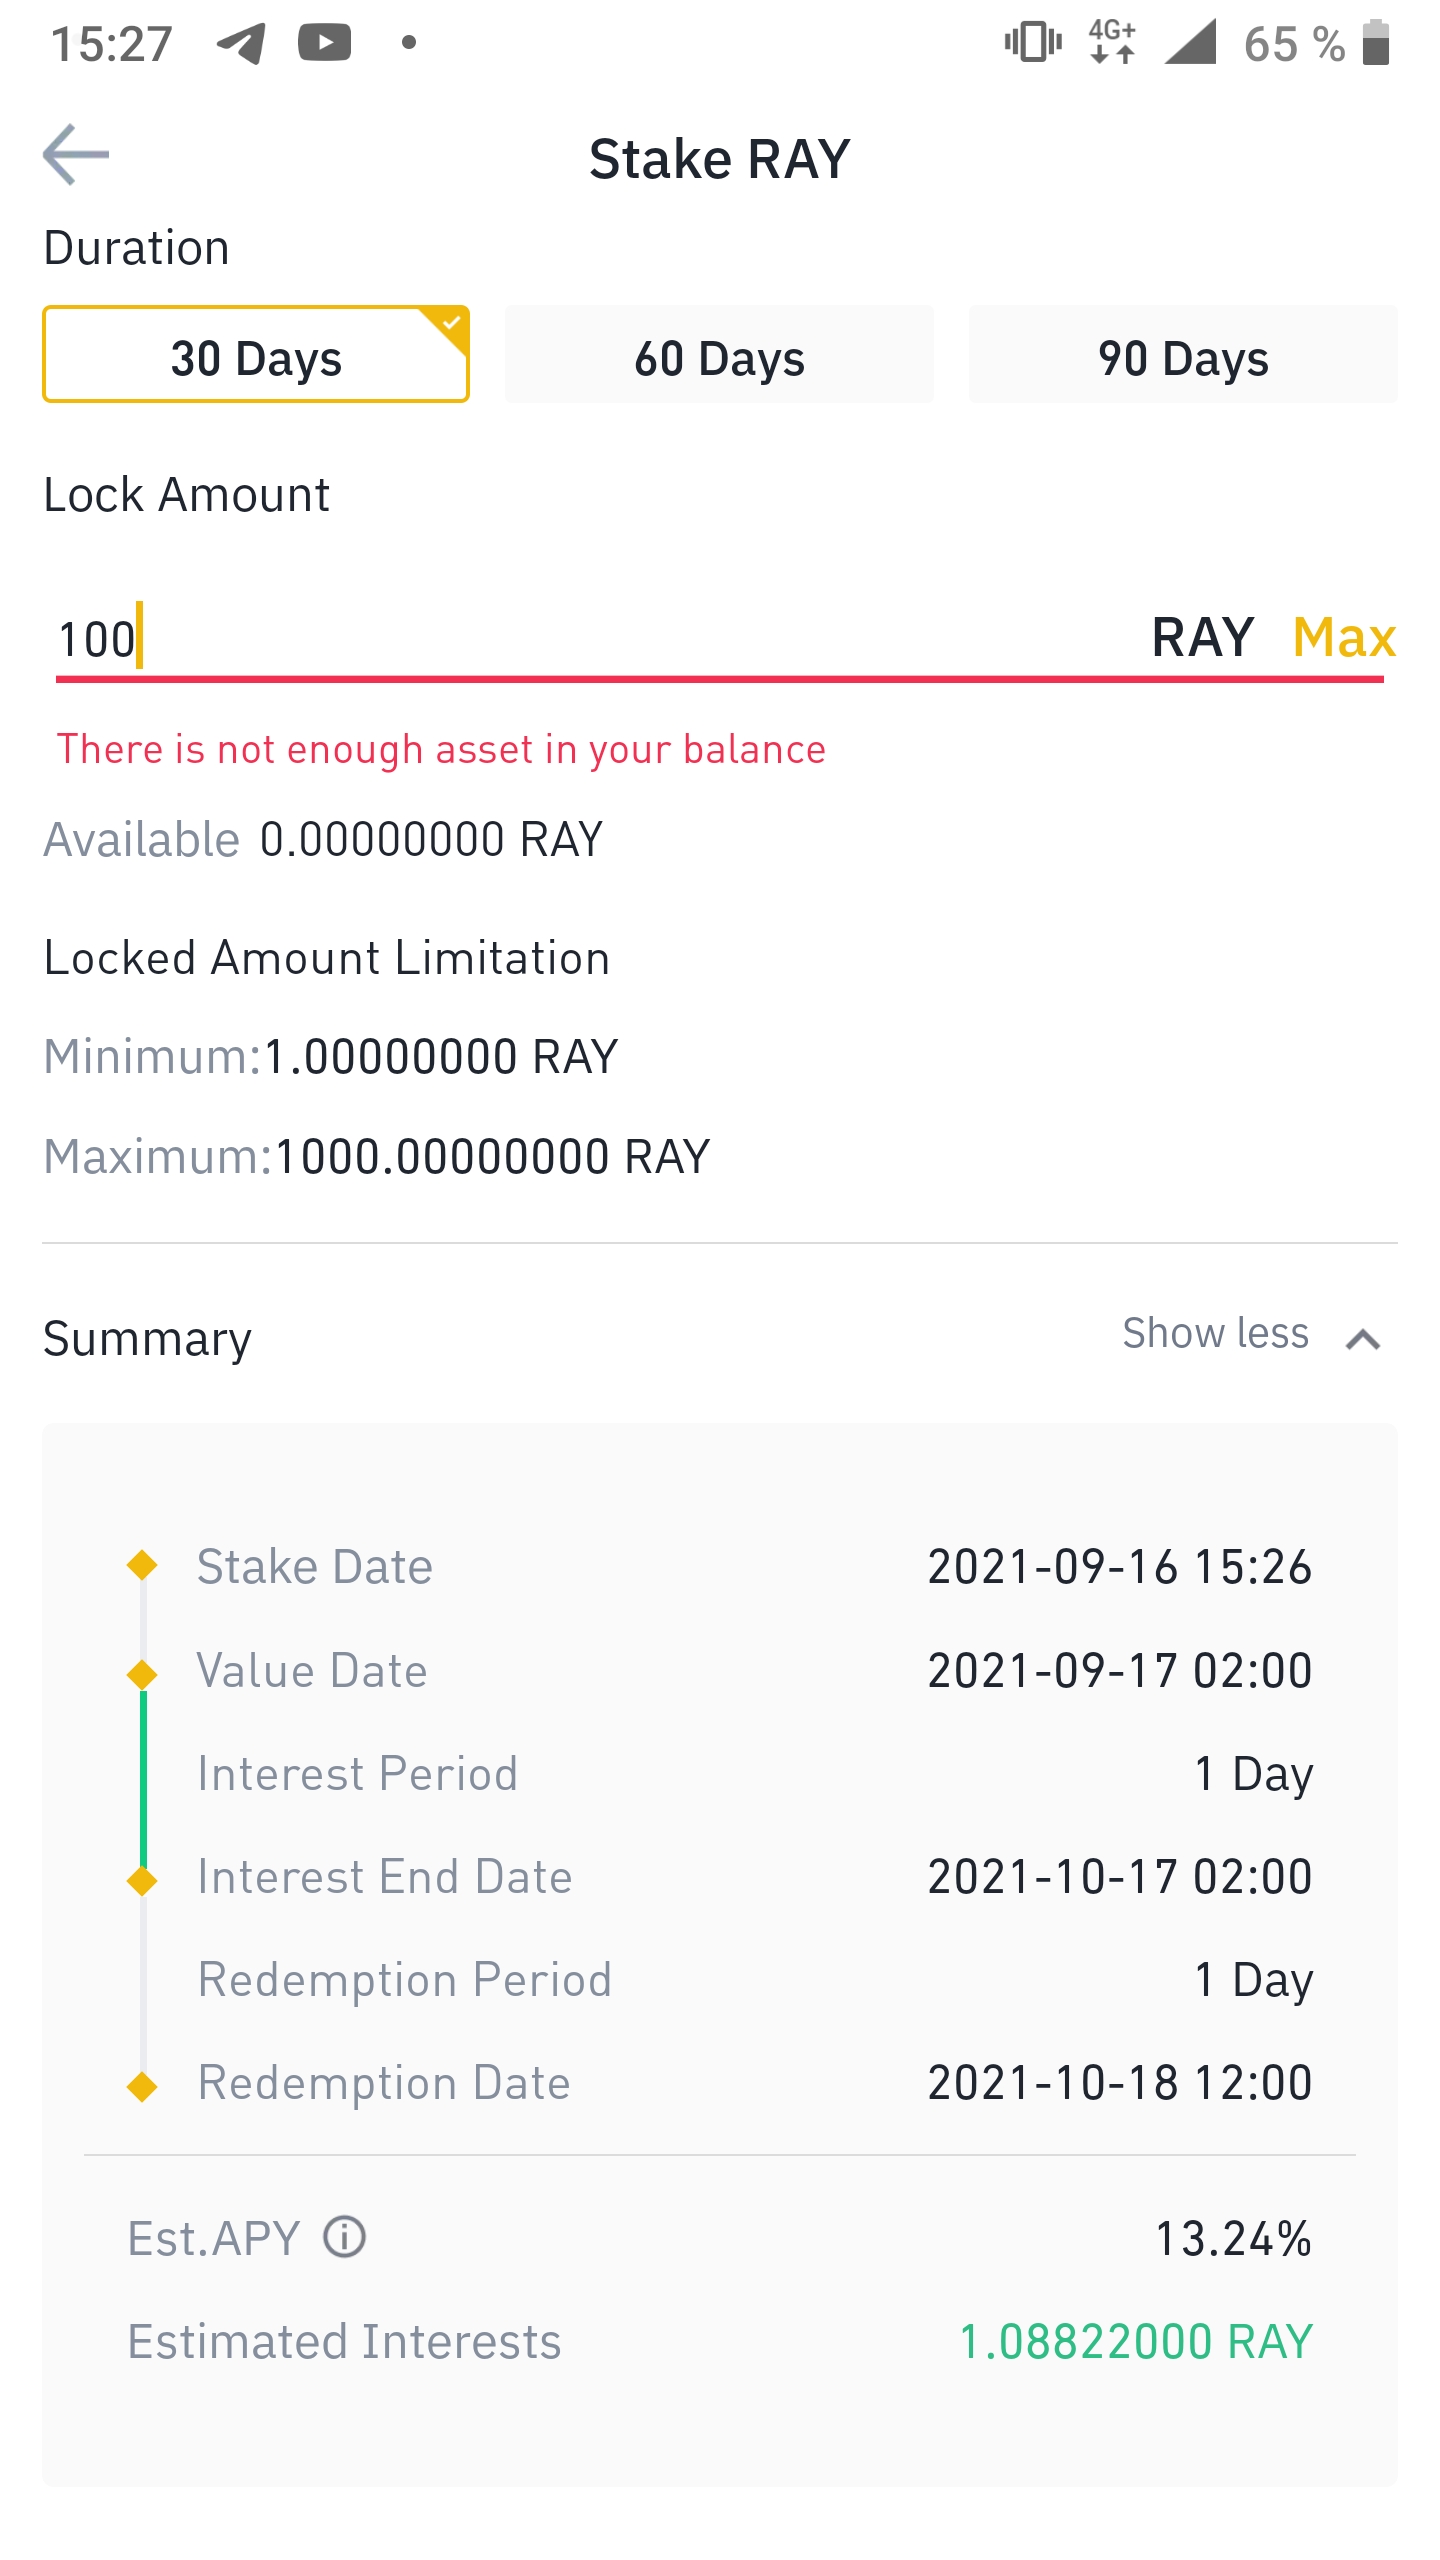 15:27 4G+ 65 %
Stake RAY
Duration
30 Days 60 Days 90 Days
Lock Amount
100 RAY Max
There is not enough asset in your balance
Available 0.00000000 RAY
Locked Amount Limitation
Minimum:1.00000000 RAY
Maximum:1000.00000000 RAY
Summary Show less
Stake Date 2021-09-16 15:26
Value Date 2021-09-17 02:00
Interest Period 1 Day
Interest End Date 2021-10-17 02:00
Redemption Period 1 Day
Redemption Date 2021-10-18 12:00
Est.APY 13.24%
Estimated Interests 1.08822000 RAY